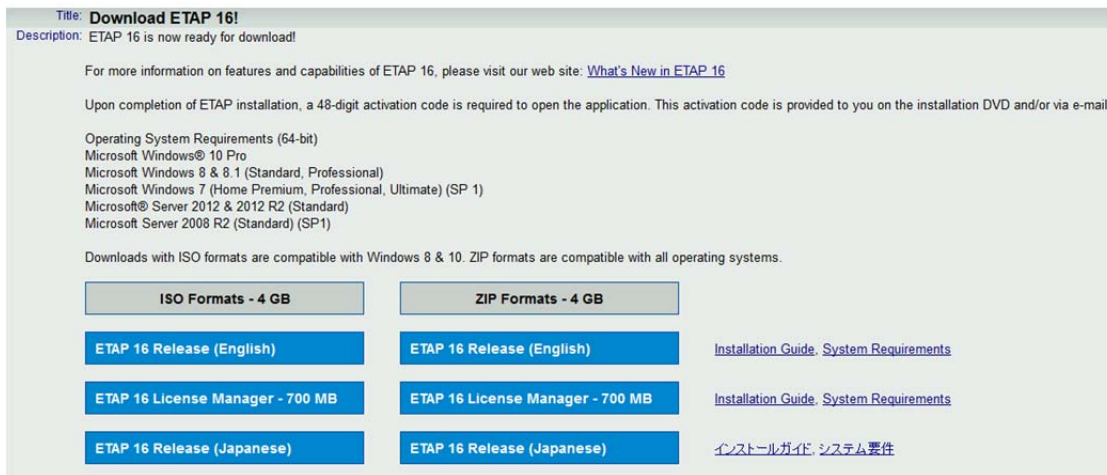 Title: Download ETAP 16!
Description: ETAP 16 is now ready for download!
For more information on features and capabilities of ETAP 16, please visit our web site: What's New in ETAP 16
Upon completion of ETAP installation, a 48-digit activation code is required to open the application. This activation code is provided to you on the installation DVD and/or via e-mail
Operating System Requirements (64-bit)
Microsoft Windows® 10 Pro
Microsoft Windows 8 & 8.1 (Standard, Professional)
Microsoft Windows 7 (Home Premium, Professional, Ultimate) (SP 1)
Microsoft® Server 2012 & 2012 R2 (Standard)
Microsoft Server 2008 R2 (Standard) (SP1)
Downloads with ISO formats are compatible with Windows 8 & 10. ZIP formats are compatible with all operating systems.
ISO Formats - 4 GB ZIP Formats - 4 GB
ETAP 16 Release (English) ETAP 16 Release (English) Installation Guide, System Requirements
ETAP 16 License Manager - 700 MB ETAP 16 License Manager - 700 MB Installation Guide, System Requirements
ETAP 16 Release (Japanese) ETAP 16 Release (Japanese) インストールガイド, システム要件